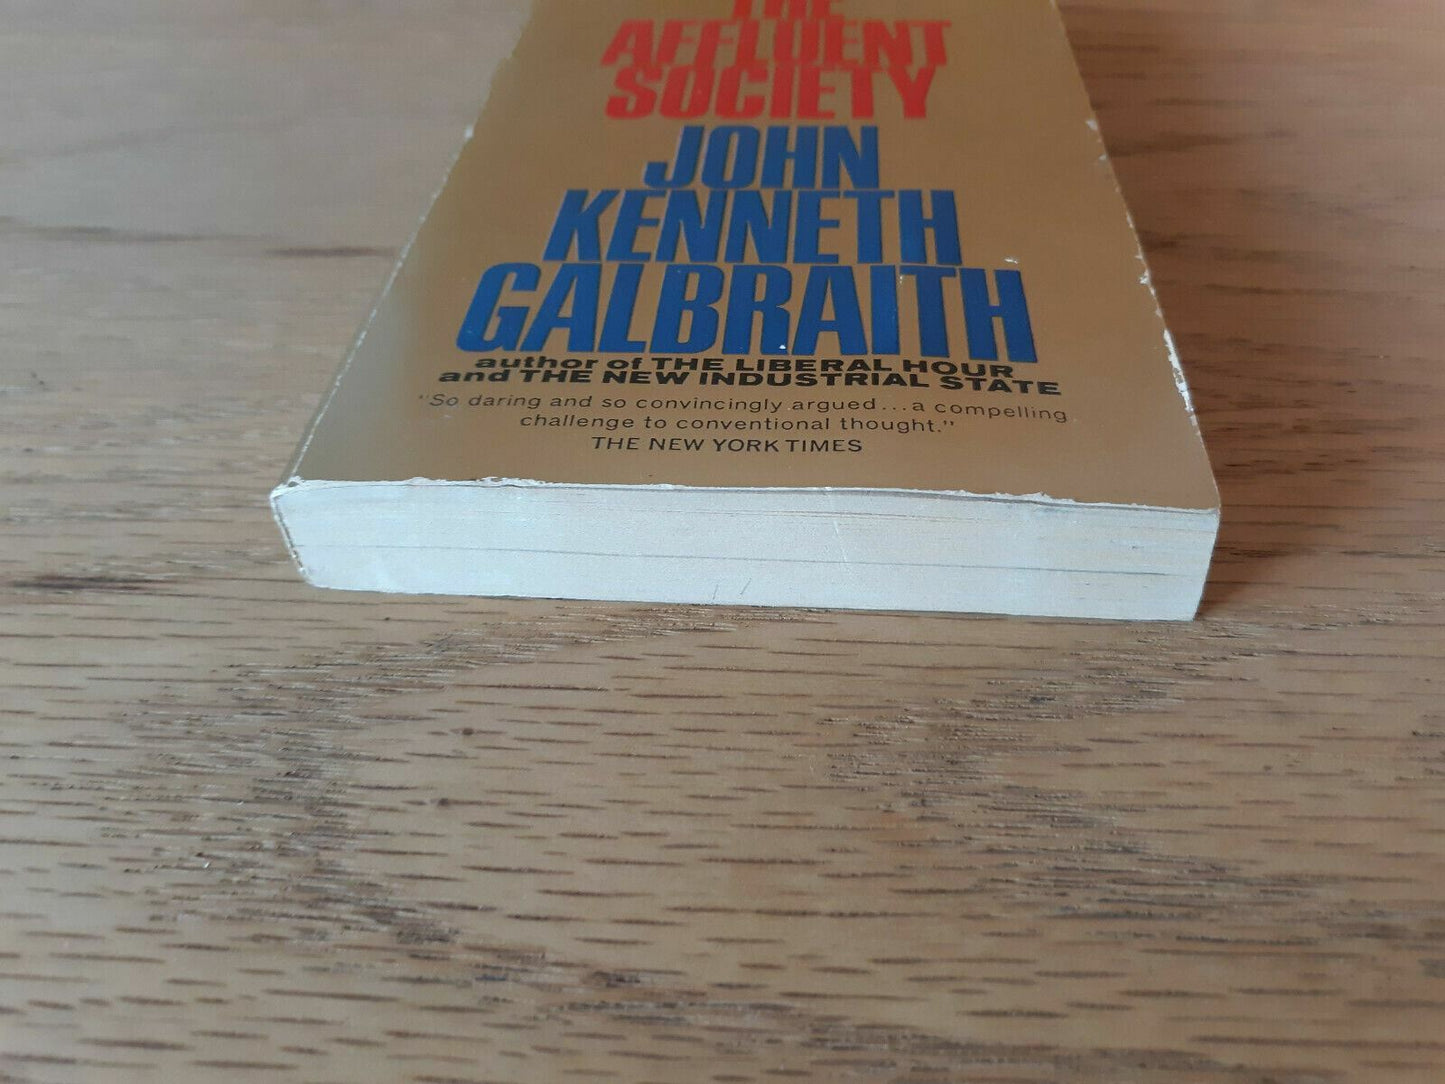 THE
AFFLUENT
SOCIETY
JOHN
KENNETH
GALBRAITH
author of THE LIBERAL HOUR
and THE NEW INDUSTRIAL STATE
"So daring and so convincingly argued...a compelling
challenge to conventional thought."
THE NEW YORK TIMES